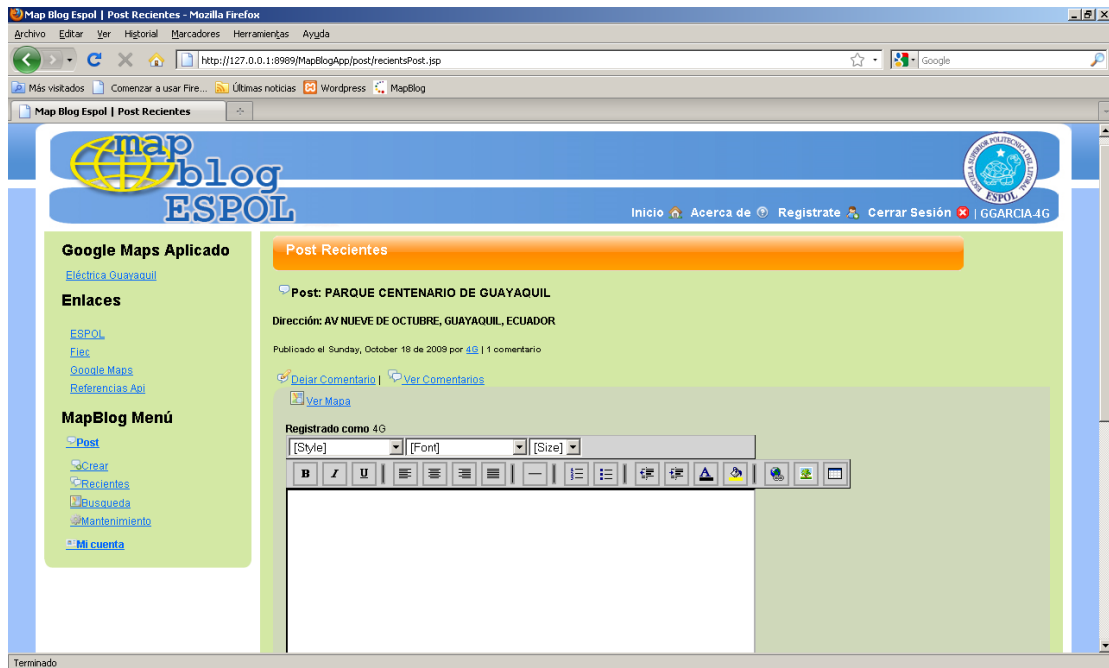 Map Blog Espol | Post Recientes - Mozilla Firefox
Archivo Editar Ver Historial Marcadores Herramientas Ayuda
http://127.0.0.1:8989/MapBlogApp/post/recientsPost.jsp
Google
Más visitados Comenzar a usar Fire... Últimas noticias Wordpress MapBlog
Map Blog Espol | Post Recientes
map
blog
ESPOL
ESCUELA SUPERIOR POLITECNICA DEL LITORAL
ESPOL
Inicio Acerca de Registrate Cerrar Sesión | GGARCIA-4G
Google Maps Aplicado
Eléctrica Guayaquil
Enlaces
ESPOL
Fiec
Google Maps
Referencias Api
MapBlog Menú
Post
Crear
Recientes
Busqueda
Mantenimiento
Mi cuenta
Post Recientes
Post: PARQUE CENTENARIO DE GUAYAQUIL
Dirección: AV NUEVE DE OCTUBRE, GUAYAQUIL, ECUADOR
Publicado el Sunday, October 18 de 2009 por 4G | 1 comentario
Dejar Comentario | Ver Comentarios
Ver Mapa
Registrado como 4G
[Style] [Font] [Size]
B I U A
Terminado